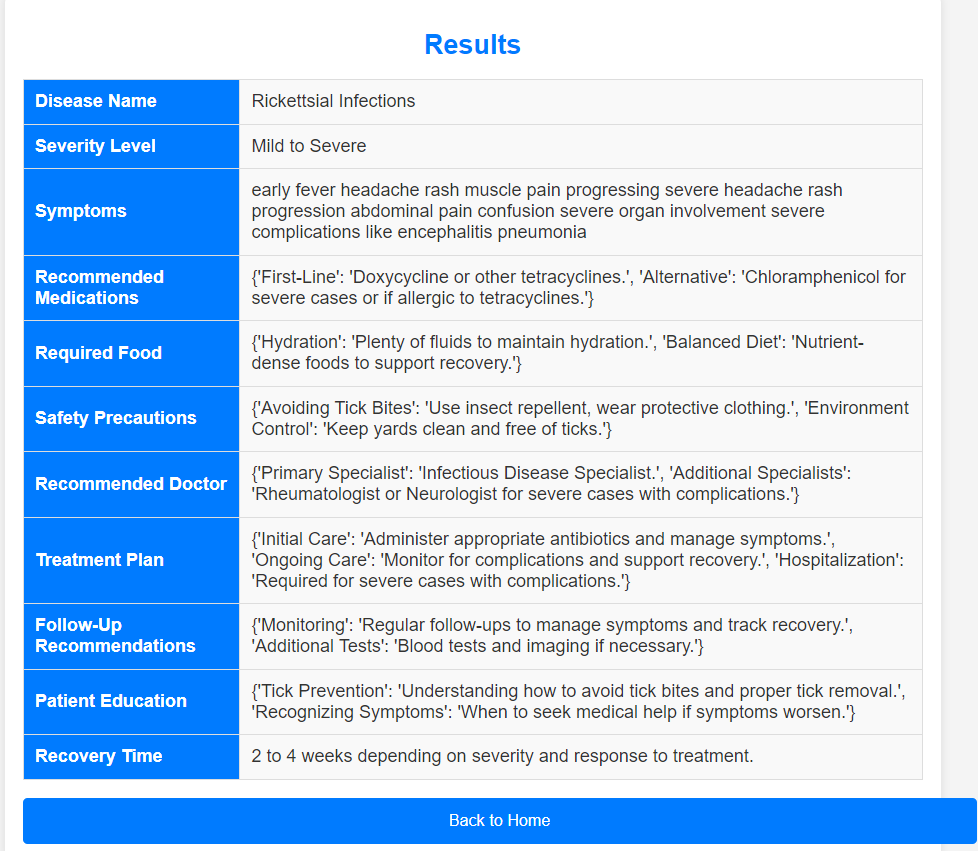 Results
Disease Name
Rickettsial Infections
Severity Level
Mild to Severe
Symptoms
early fever headache rash muscle pain progressing severe headache rash
progression abdominal pain confusion severe organ involvement severe
complications like encephalitis pneumonia
Recommended
Medications
{'First-Line': 'Doxycycline or other tetracyclines.', 'Alternative': 'Chloramphenicol for
severe cases or if allergic to tetracyclines.'}
Required Food
{'Hydration': 'Plenty of fluids to maintain hydration.', 'Balanced Diet': 'Nutrient-
dense foods to support recovery.'}
Safety Precautions
{'Avoiding Tick Bites': 'Use insect repellent, wear protective clothing.', 'Environment
Control': 'Keep yards clean and free of ticks.'}
Recommended Doctor
{'Primary Specialist': 'Infectious Disease Specialist.', 'Additional Specialists':
'Rheumatologist or Neurologist for severe cases with complications.'}
Treatment Plan
{'Initial Care': 'Administer appropriate antibiotics and manage symptoms.',
'Ongoing Care': 'Monitor for complications and support recovery.', 'Hospitalization':
'Required for severe cases with complications.'}
Follow-Up
Recommendations
{'Monitoring': 'Regular follow-ups to manage symptoms and track recovery.',
'Additional Tests': 'Blood tests and imaging if necessary.'}
Patient Education
{'Tick Prevention': 'Understanding how to avoid tick bites and proper tick removal.',
'Recognizing Symptoms': 'When to seek medical help if symptoms worsen.'}
Recovery Time
2 to 4 weeks depending on severity and response to treatment.
Back to Home